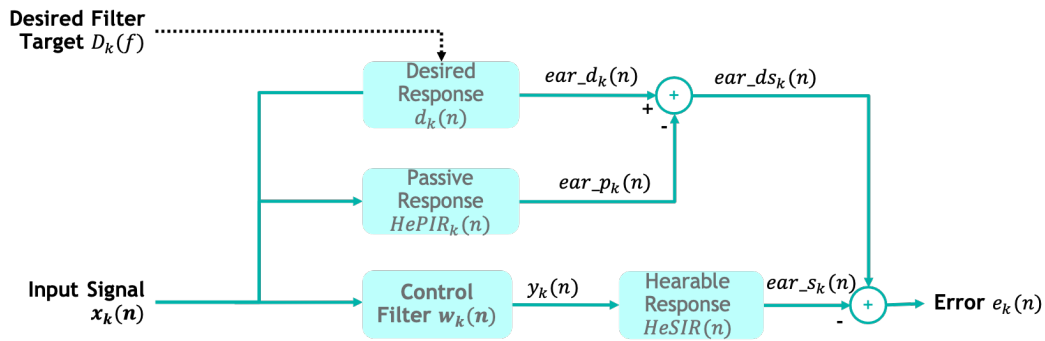 Desired Filter
Target D_k(f)
Desired
Response
d_k(n)
ear_d_k(n)
+
ear_ds_k(n)
+
-
Passive
Response
HePIR_k(n)
ear_p_k(n)
Input Signal
x_k(n)
Control
Filter w_k(n)
y_k(n)
Hearable
Response
HeSIR(n)
ear_s_k(n)
+
-
Error e_k(n)